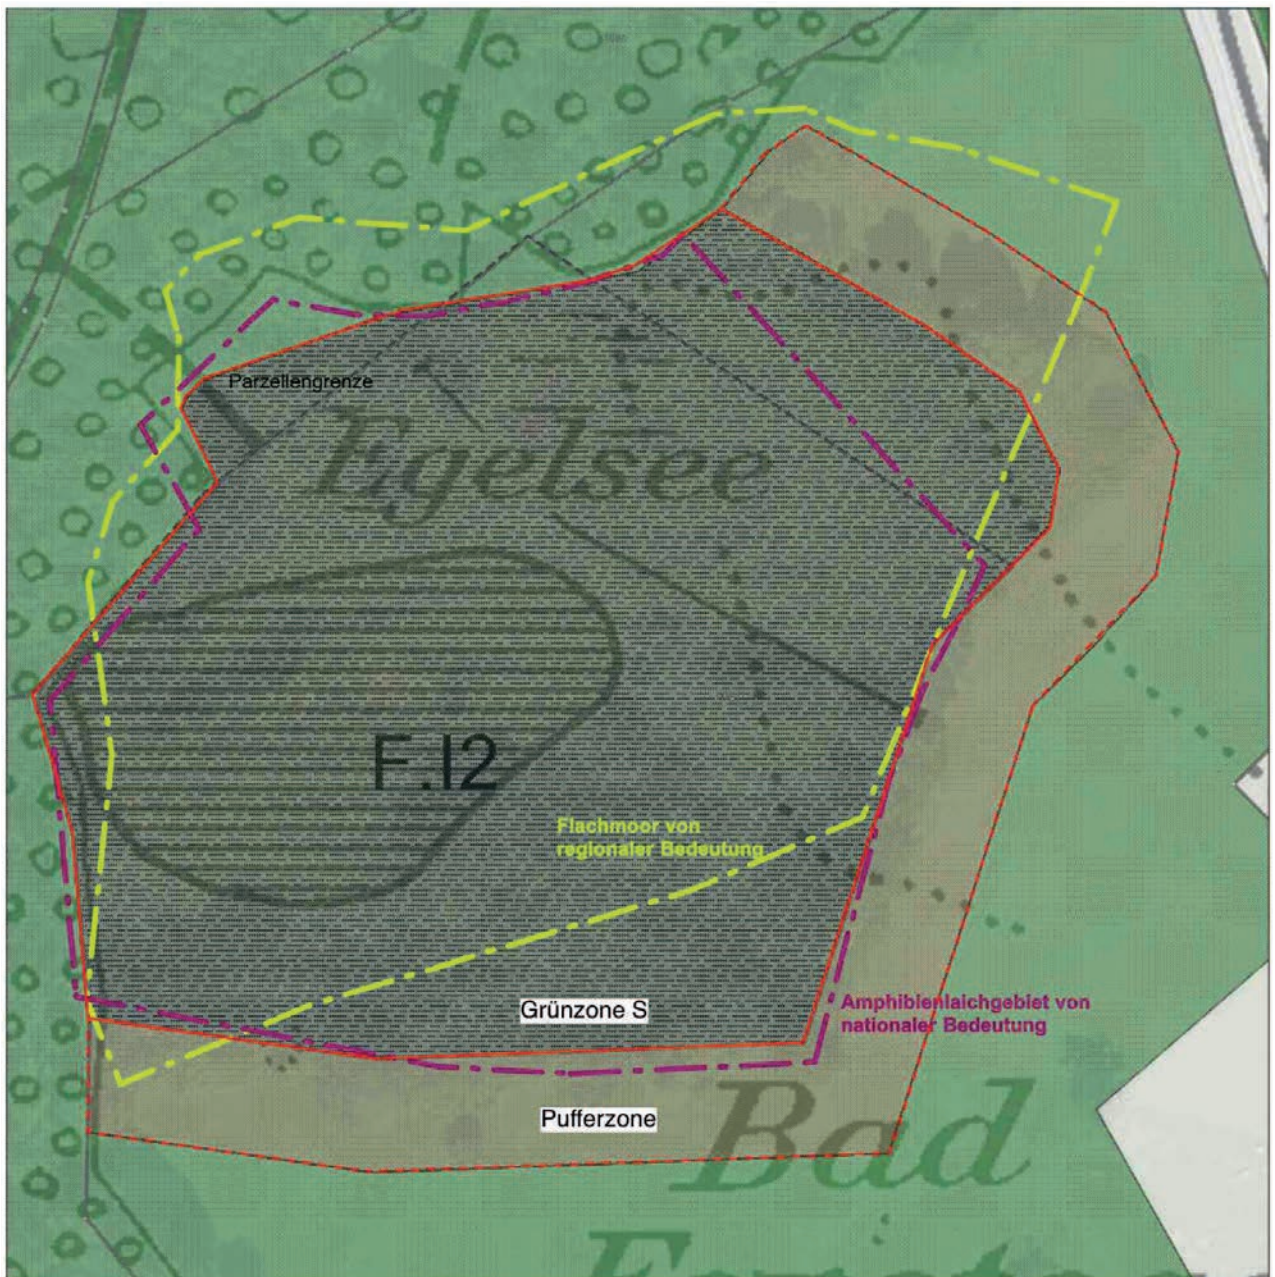 Parzellengrenze
Egelsee
F.I2
Flachmoor von
regionaler Bedeutung
Grünzone S
Amphibienlaichgebiet von
nationaler Bedeutung
Pufferzone
Bad